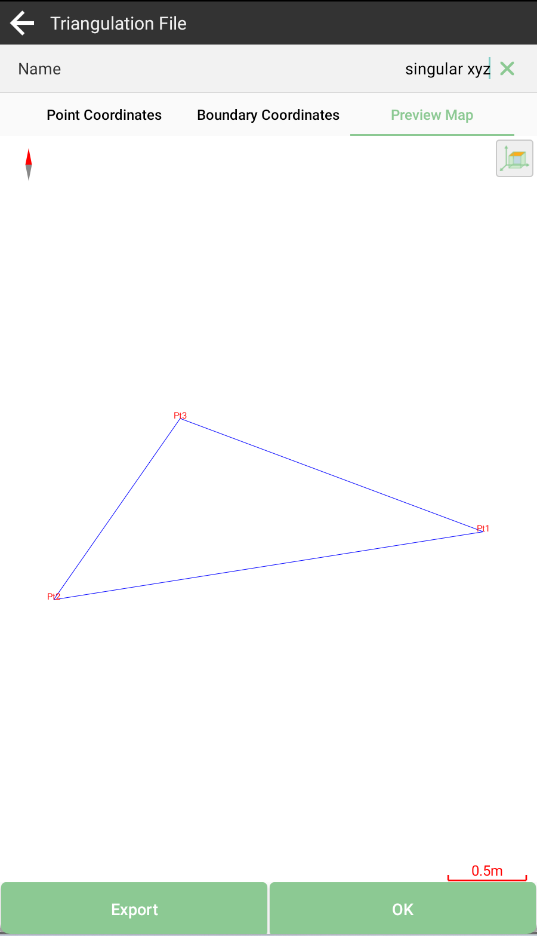 Triangulation File
Name singular xyz
Point Coordinates Boundary Coordinates Preview Map
Pt3
Pt1
Pt2
0.5m
Export OK